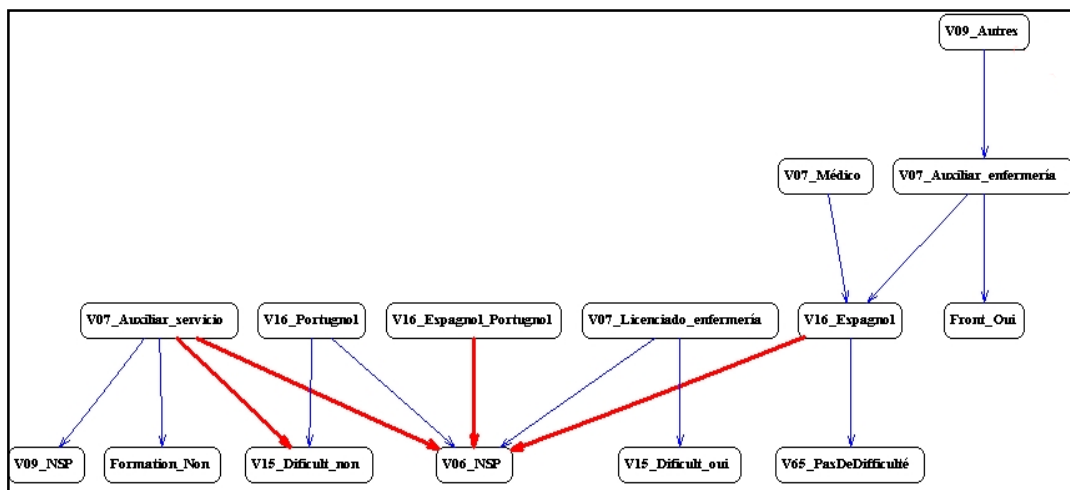 V09_Autres
V07_Médico
V07_Auxiliar_enfermería
V07_Auxiliar_servicio
V16_Portugnol
V16_Espagnol_Portugnol
V07_Licenciado_enfermería
V16_Espagnol
Front_Oui
V09_NSP
Formation_Non
V15_Dificult_non
V06_NSP
V15_Dificult_oui
V65_PasDeDifficulté